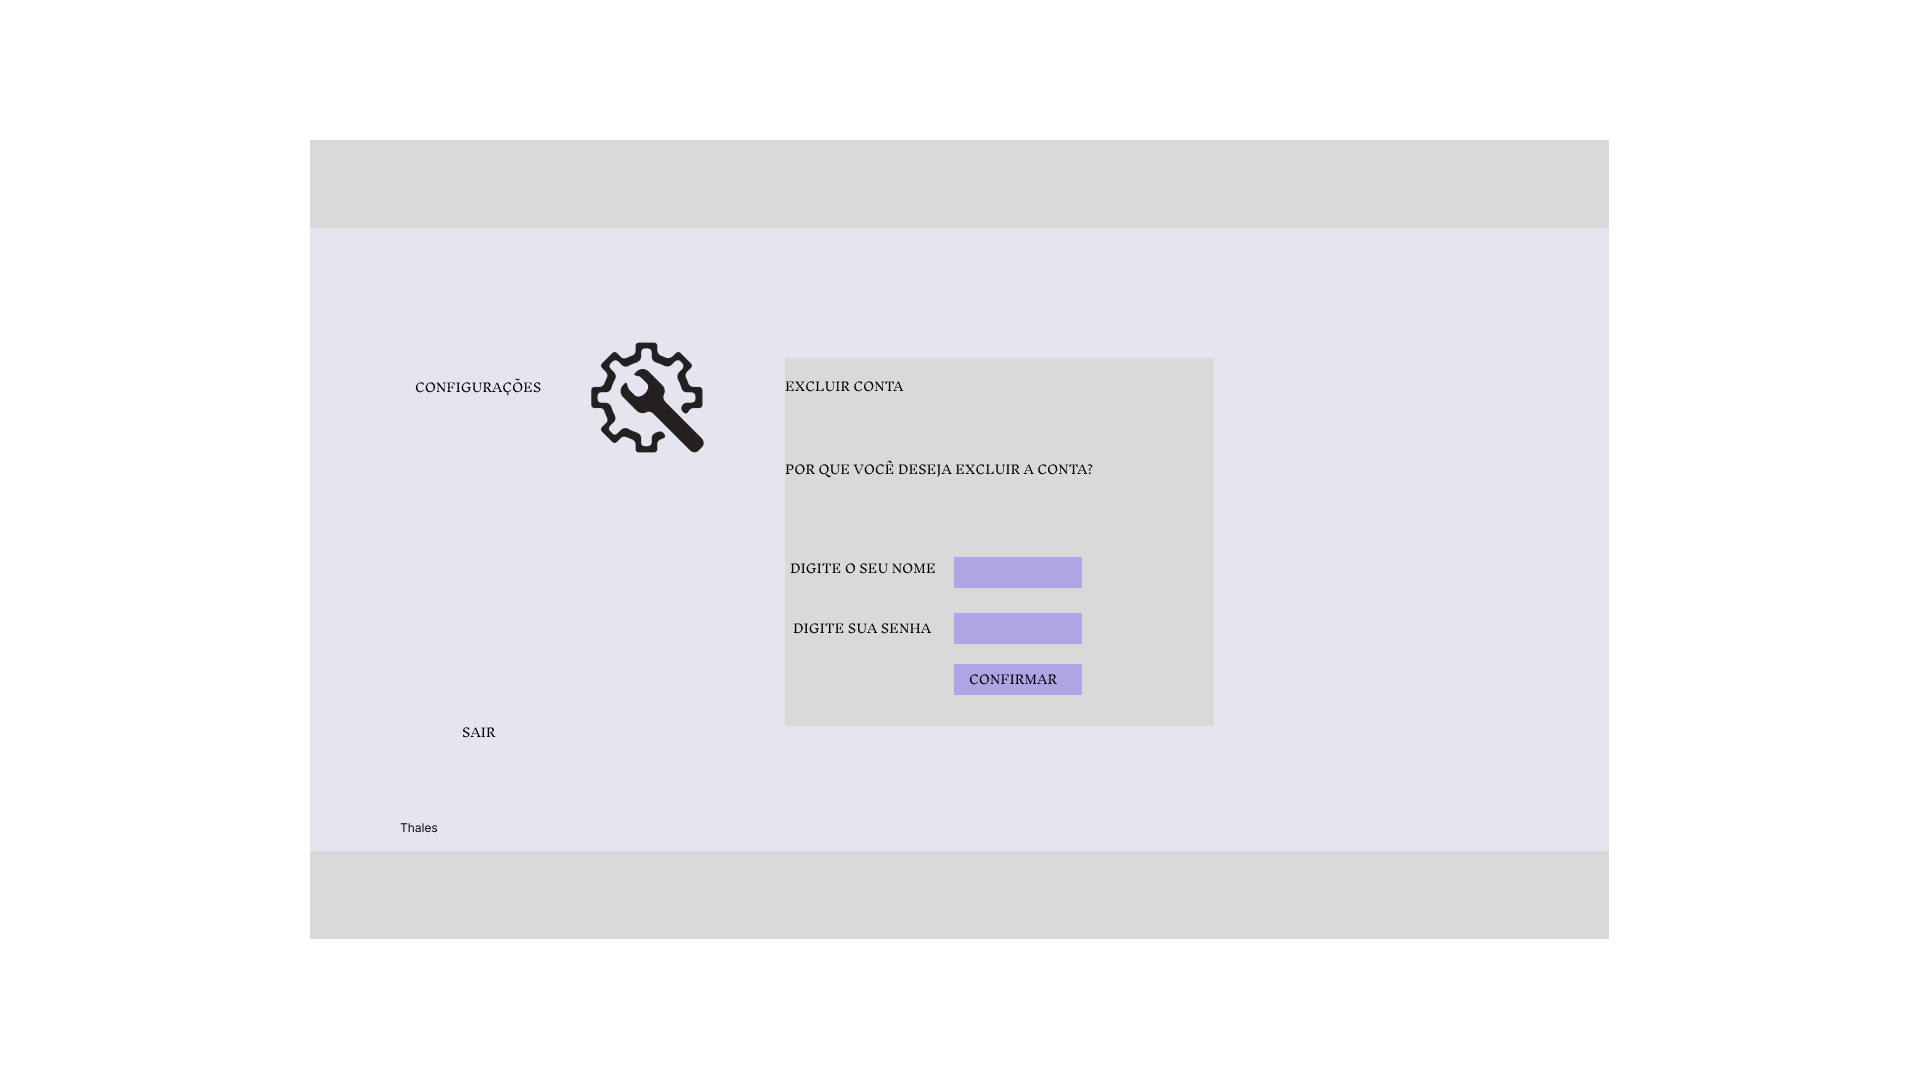 CONFIGURAÇÕES
EXCLUIR CONTA
POR QUE VOCÊ DESEJA EXCLUIR A CONTA?
DIGITE O SEU NOME
DIGITE SUA SENHA
CONFIRMAR
SAIR
Thales